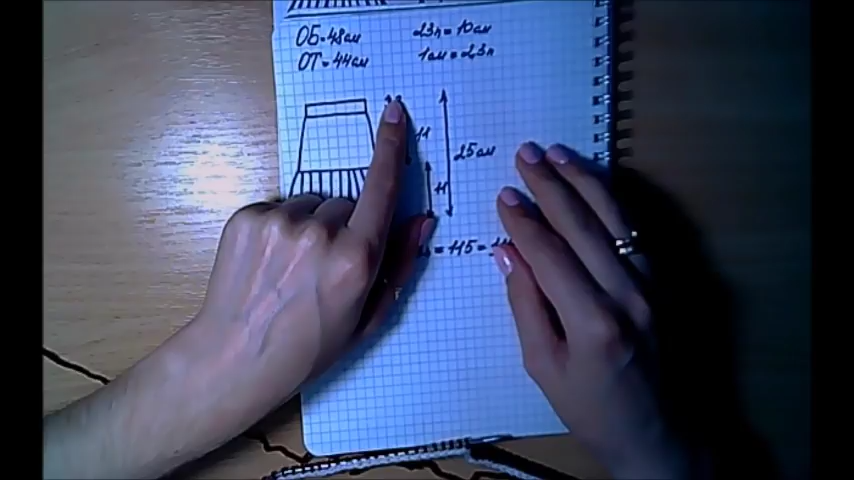 ОБ=48см 23п=10см
ОТ=44см 1см=2.3п
11
25см
11
=115=